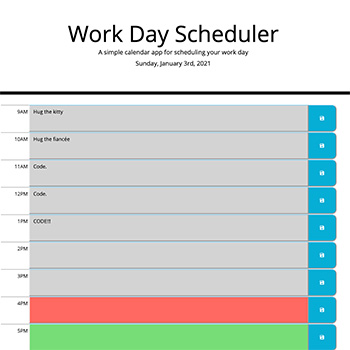 Work Day Scheduler
A simple calendar app for scheduling your work day
Sunday, January 3rd, 2021
9AM Hug the kitty
10AM Hug the fiancée
11AM Code.
12PM Code.
1PM CODE!!!
2PM
3PM
4PM
5PM